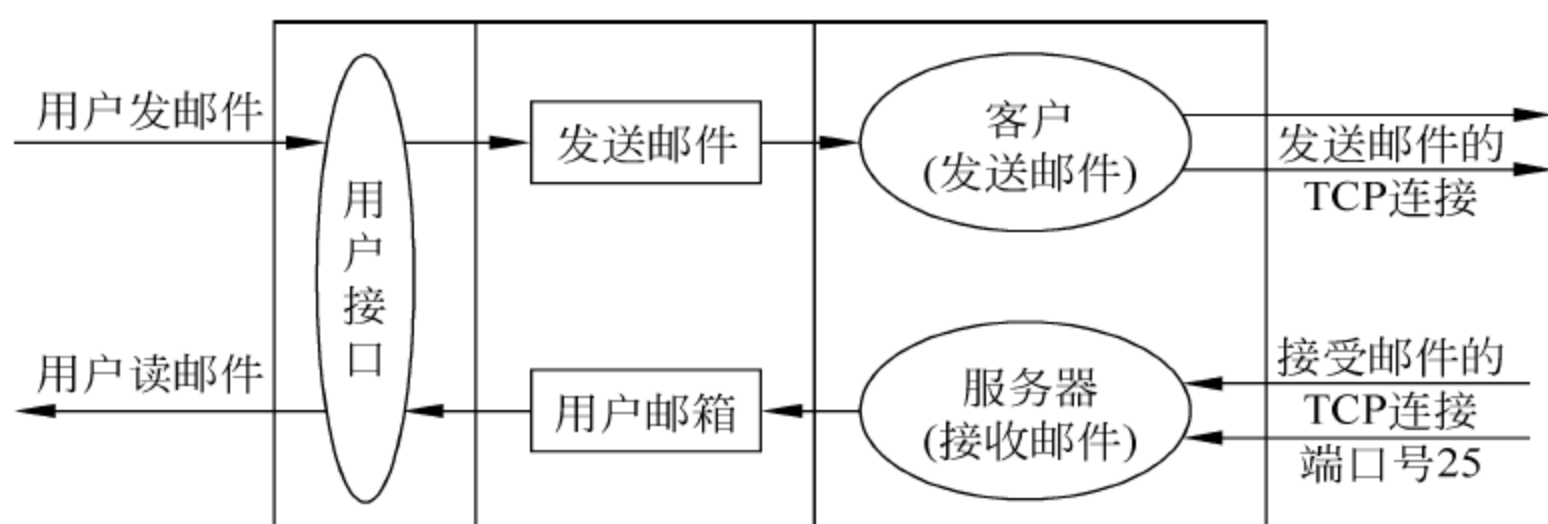 用户发邮件
用户读邮件
用
户
接
口
发送邮件
用户邮箱
客户
(发送邮件)
服务器
(接收邮件)
发送邮件的
TCP连接
接受邮件的
TCP连接
端口号25